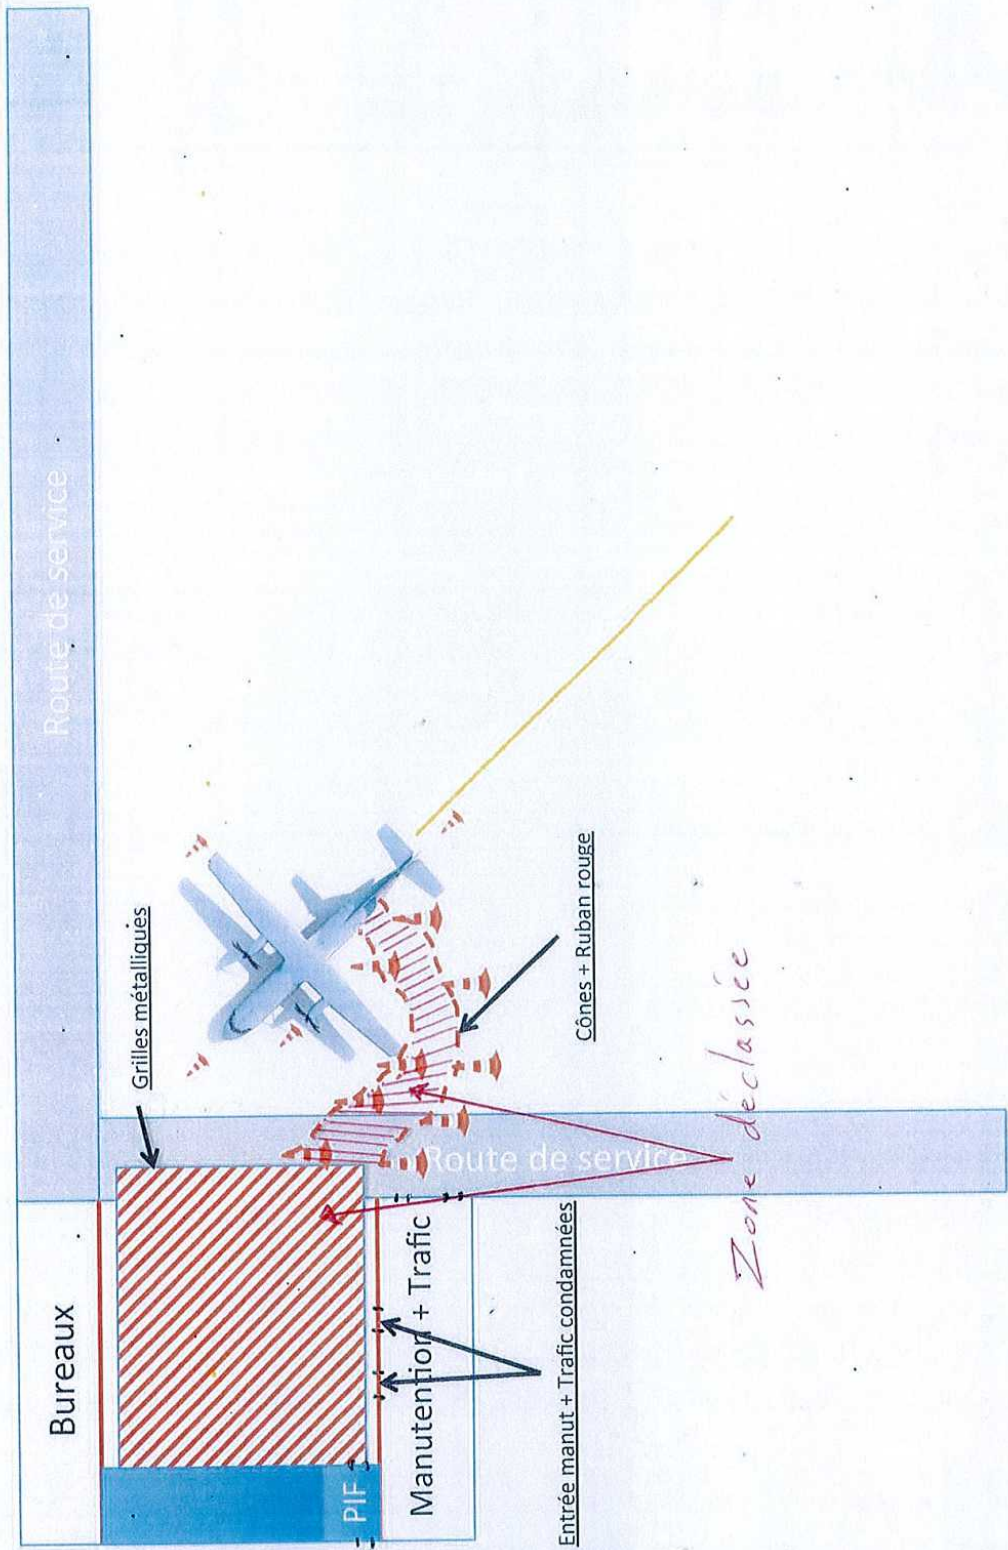 Route de service
Grilles métalliques
Cônes + Ruban rouge
Bureaux
Route de service
Zone déclassée
PIF
Manutention + Trafic
Entrée manut + Trafic condamnées